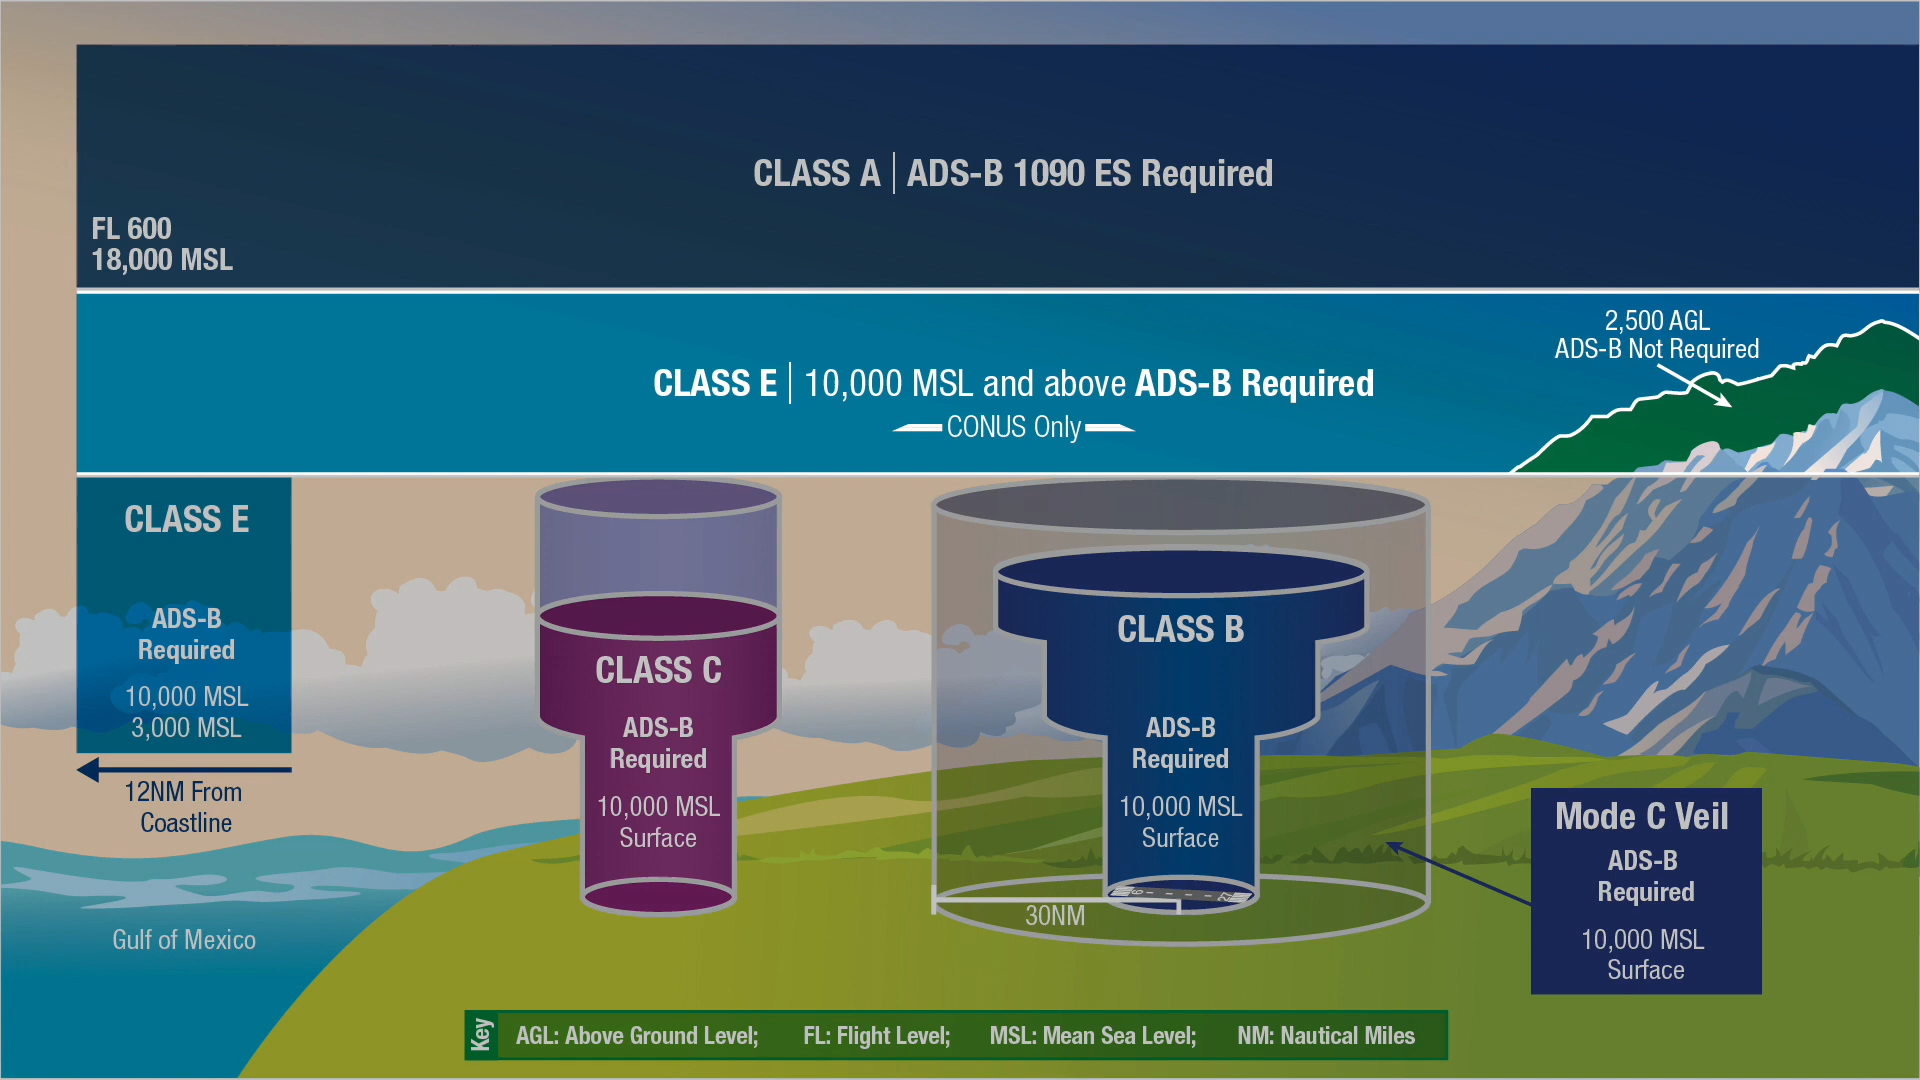 CLASS A | ADS-B 1090 ES Required
FL 600
18,000 MSL
2,500 AGL
ADS-B Not Required
CLASS E | 10,000 MSL and above ADS-B Required
CONUS Only
CLASS E
ADS-B
Required
10,000 MSL
3,000 MSL
12NM From
Coastline
Gulf of Mexico
CLASS C
ADS-B
Required
10,000 MSL
Surface
CLASS B
ADS-B
Required
10,000 MSL
Surface
30NM
Mode C Veil
ADS-B
Required
10,000 MSL
Surface
Key
AGL: Above Ground Level; FL: Flight Level; MSL: Mean Sea Level; NM: Nautical Miles